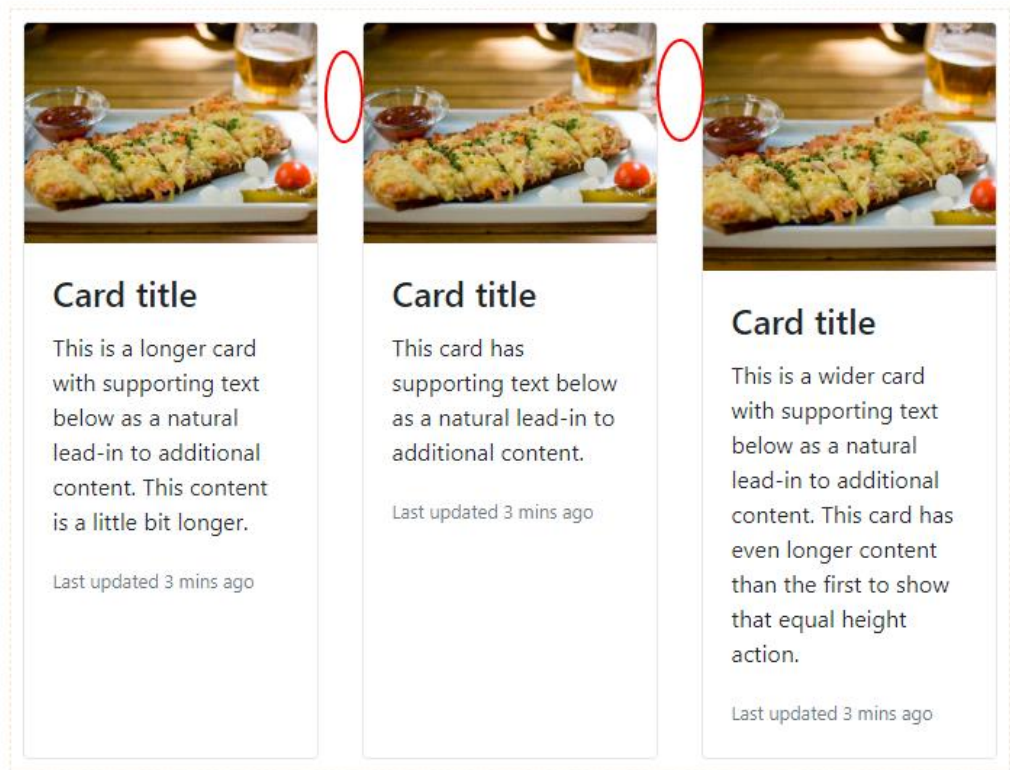 Card title
This is a longer card
with supporting text
below as a natural
lead-in to additional
content. This content
is a little bit longer.
Last updated 3 mins ago
Card title
This card has
supporting text below
as a natural lead-in to
additional content.
Last updated 3 mins ago
Card title
This is a wider card
with supporting text
below as a natural
lead-in to additional
content. This card has
even longer content
than the first to show
that equal height
action.
Last updated 3 mins ago